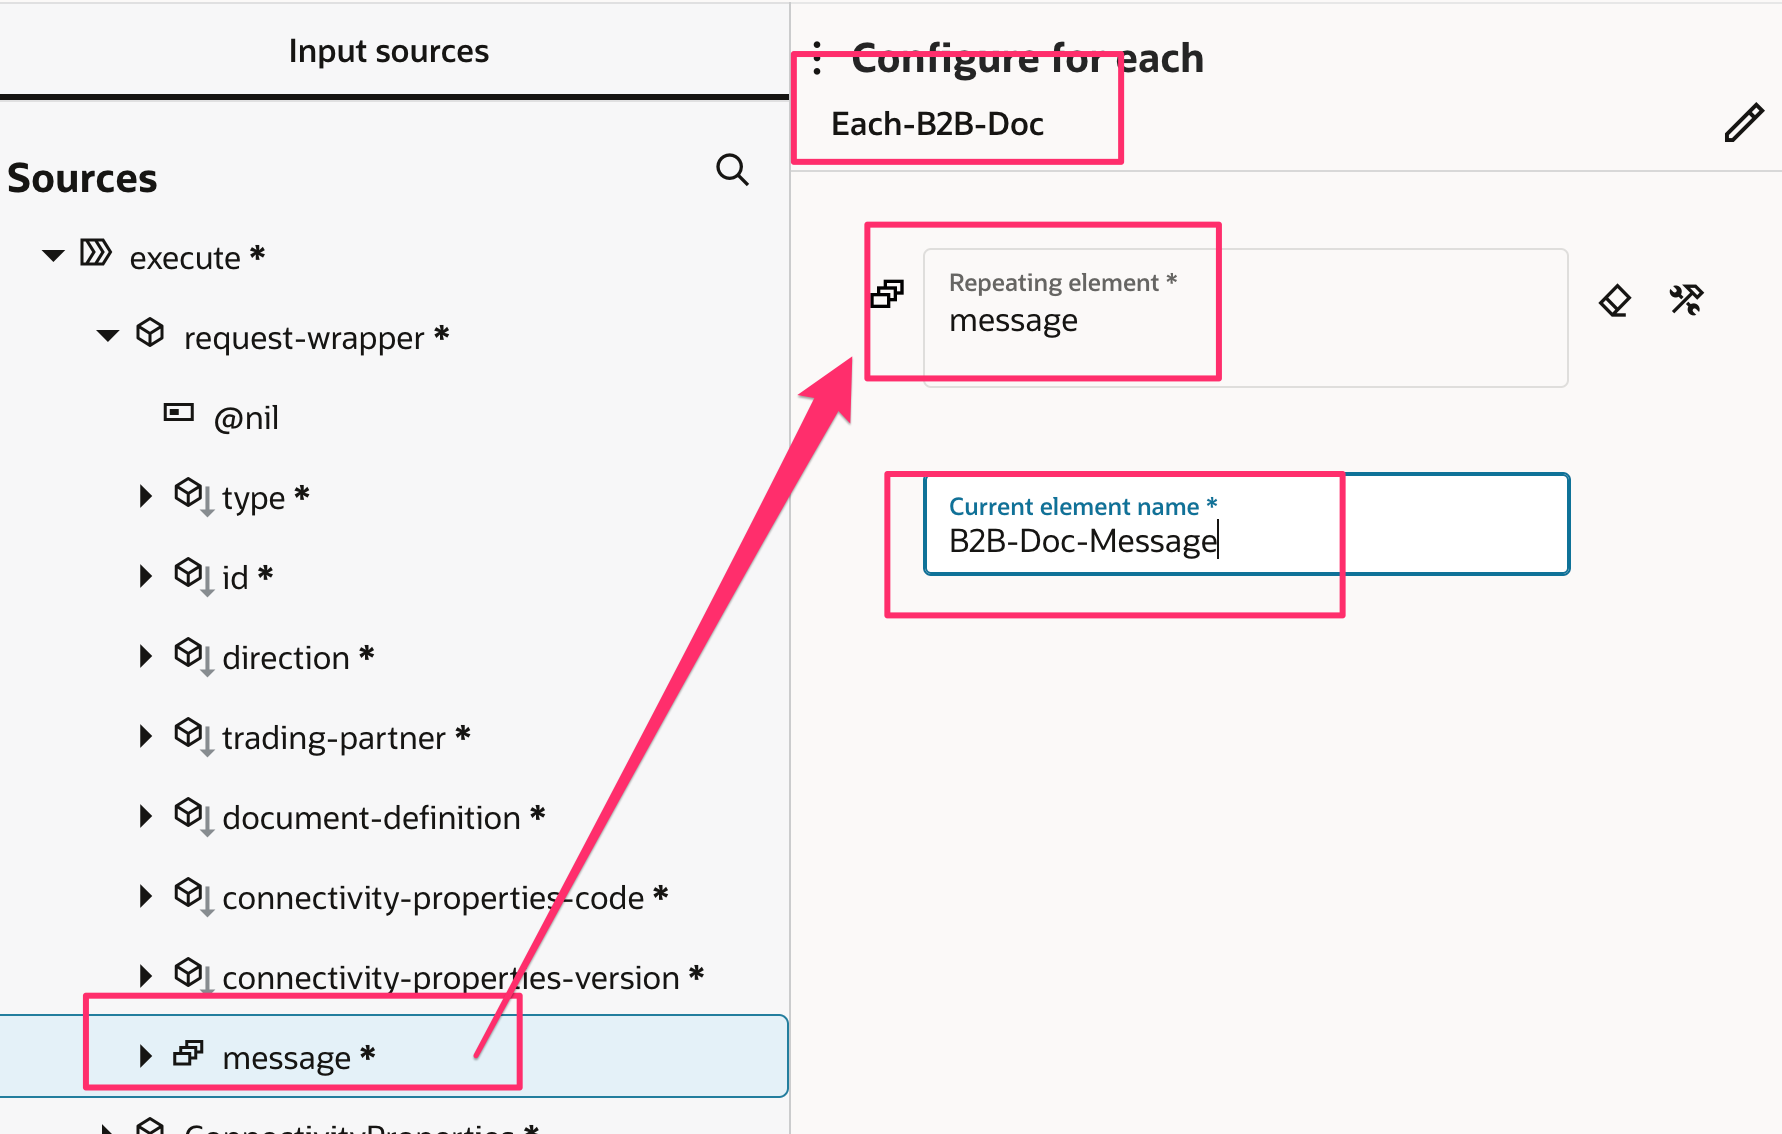 Input sources
Sources
execute *
request-wrapper *
@nil
type *
id *
direction *
trading-partner *
document-definition *
connectivity-properties-code *
connectivity-properties-version *
message *
ConnectivityProperties *
Configure for each
Each-B2B-Doc
Repeating element *
message
Current element name *
B2B-Doc-Message